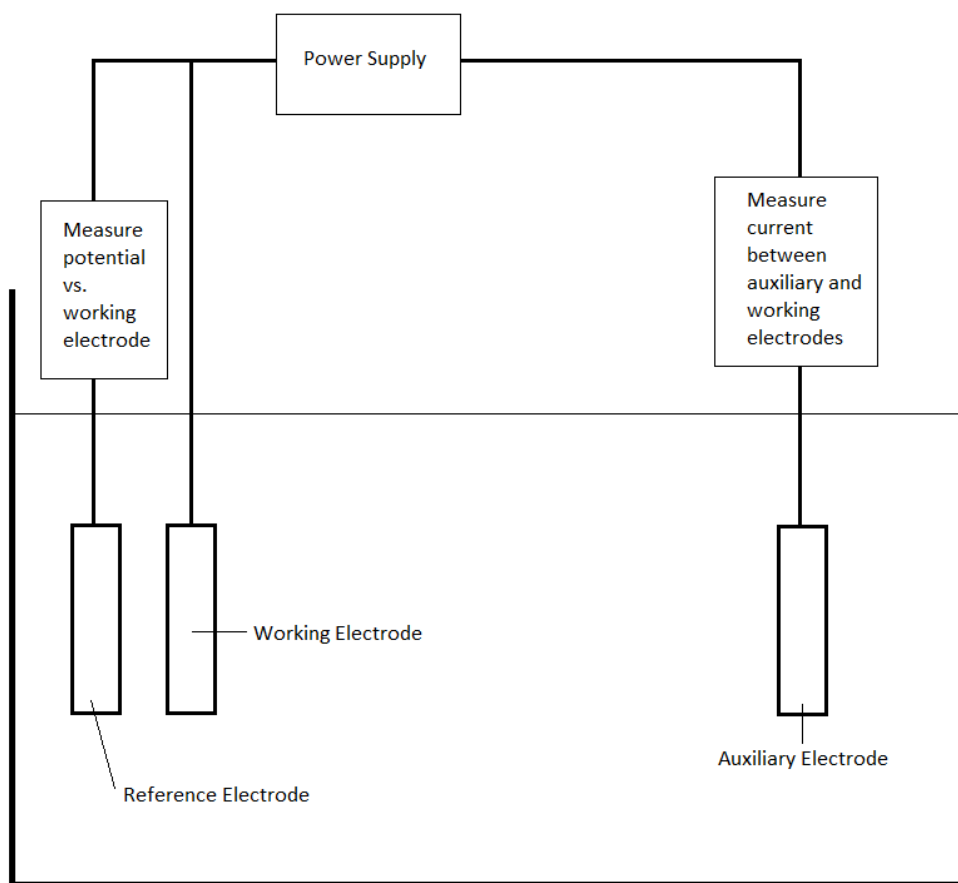 Power Supply
Measure
potential
vs.
working
electrode
Measure
current
between
auxiliary and
working
electrodes
Working Electrode
Auxiliary Electrode
Reference Electrode